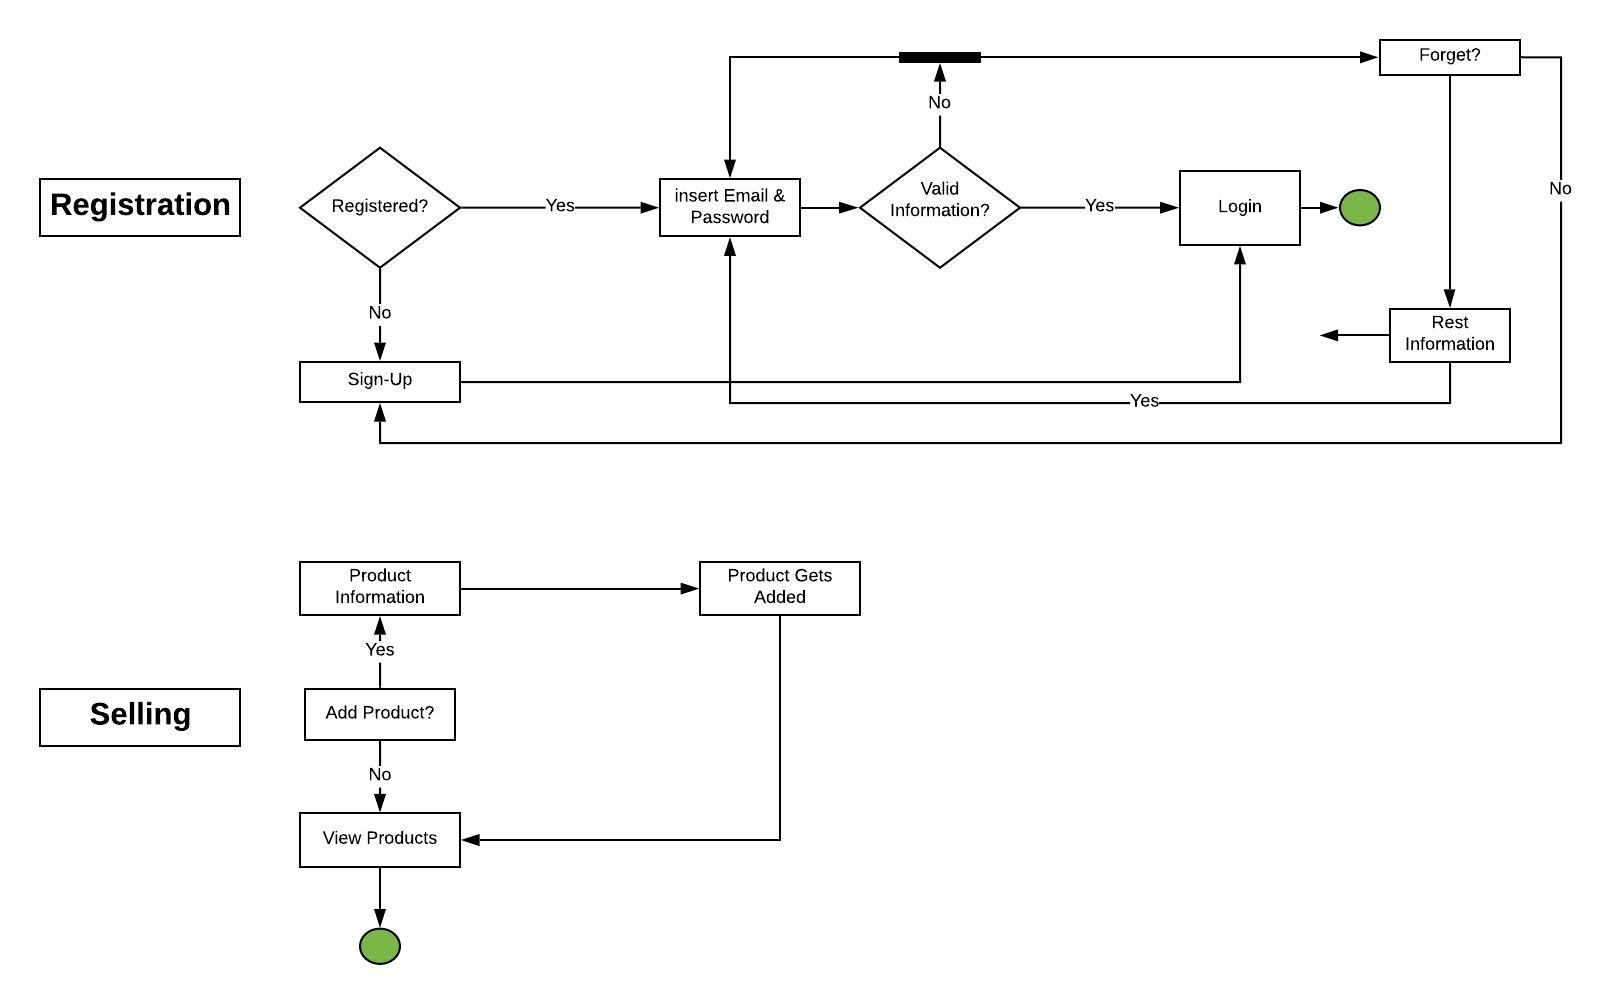 Forget?
No
Registration
Registered?
Yes
insert Email &
Password
Valid
Information?
Yes
Login
No
No
Rest
Information
Sign-Up
Yes
Product
Information
Product Gets
Added
Yes
Selling
Add Product?
No
View Products